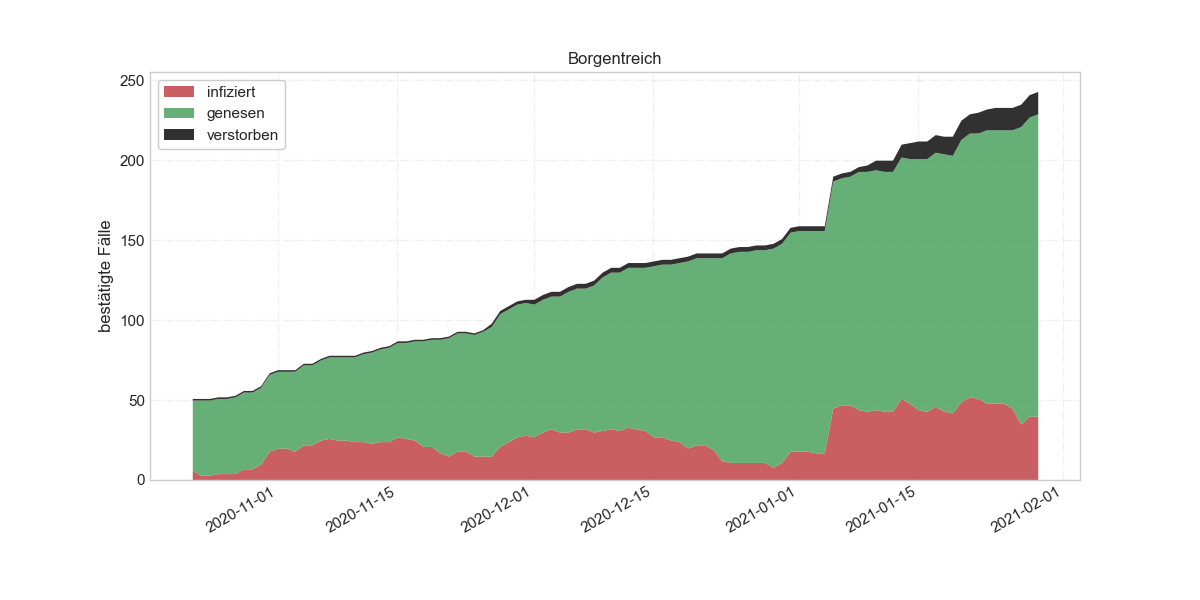 Borgentreich
infiziert
genesen
verstorben
bestätigte Fälle
250
200
150
100
50
0
2020-11-01
2020-11-15
2020-12-01
2020-12-15
2021-01-01
2021-01-15
2021-02-01